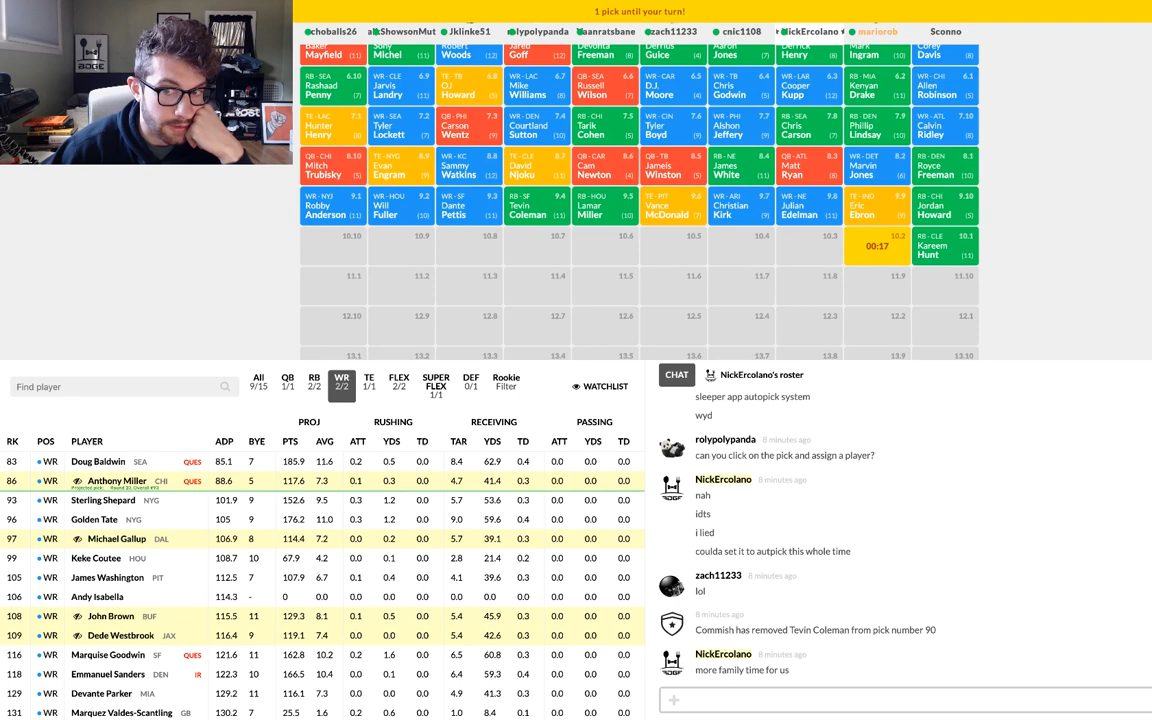 1 pick until your turn!
choballs26 alkShowsonMut Jklinke51 rolypolypanda Vaanratsbane zach11233 cnic1108 NickErcolano mariorob Sconno
Baker Sony Robert Jared Devonta Derrius Aaron Derrick Mark Corey
Mayfield (11) Michel (11) Woods (12) Goff (12) Freeman (8) Guice (4) Jones (7) Henry (8) Ingram (10) Davis (8)
RB - SEA 6.10 WR - CLE 6.9 TE - TB 6.8 WR - LAC 6.7 QB - SEA 6.6 WR - CAR 6.5 WR - TB 6.4 WR - LAR 6.3 RB - MIA 6.2 WR - CHI 6.1
Rashaad Jarvis OJ Mike Russell D.J. Chris Cooper Kenyan Allen
Penny (7) Landry (11) Howard (5) Williams (8) Wilson (7) Moore (4) Godwin (5) Kupp (12) Drake (11) Robinson (5)
TE - LAC 7.1 WR - SEA 7.2 QB - PHI 7.3 WR - DEN 7.4 RB - CHI 7.5 WR - CIN 7.6 WR - PHI 7.7 RB - SEA 7.8 RB - DEN 7.9 WR - ATL 7.10
Hunter Tyler Carson Courtland Tarik Tyler Alshon Chris Phillip Calvin
Henry (8) Lockett (7) Wentz (9) Sutton (10) Cohen (5) Boyd (9) Jeffery (9) Carson (7) Lindsay (10) Ridley (8)
QB - CHI 8.10 TE - NYG 8.9 WR - KC 8.8 TE - CLE 8.7 QB - CAR 8.6 QB - TB 8.5 RB - NE 8.4 QB - ATL 8.3 WR - DET 8.2 RB - DEN 8.1
Mitch Evan Sammy David Cam Jameis James Matt Marvin Royce
Trubisky (5) Engram (9) Watkins (12) Njoku (11) Newton (4) Winston (5) White (11) Ryan (8) Jones (6) Freeman (10)
WR - NYJ 9.1 WR - HOU 9.2 WR - SF 9.3 RB - SF 9.4 RB - HOU 9.5 TE - PIT 9.6 WR - ARI 9.7 WR - NE 9.8 TE - IND 9.9 RB - CHI 9.10
Robby Will Dante Tevin Lamar Vance Christian Julian Eric Jordan
Anderson (11) Fuller (10) Pettis (11) Coleman (11) Miller (10) McDonald (7) Kirk (9) Edelman (11) Ebron (9) Howard (5)
10.10 10.9 10.8 10.7 10.6 10.5 10.4 10.3 10.2 RB - CLE 10.1
00:17 Kareem
Hunt (11)
11.1 11.2 11.3 11.4 11.5 11.6 11.7 11.8 11.9 11.10
12.10 12.9 12.8 12.7 12.6 12.5 12.4 12.3 12.2 12.1
13.1 13.2 13.3 13.4 13.5 13.6 13.7 13.8 13.9 13.10
Find player
All QB RB WR TE FLEX SUPER FLEX DEF Rookie
9/15 1/1 2/2 2/2 1/1 2/2 1/1 0/1 Filter
WATCHLIST
PROJ RUSHING RECEIVING PASSING
RK POS PLAYER ADP BYE PTS AVG ATT YDS TD TAR YDS TD ATT YDS TD
83 WR Doug Baldwin SEA QUES 85.1 7 185.9 11.6 0.2 0.5 0.0 8.4 62.9 0.4 0.0 0.0 0.0
86 WR Anthony Miller CHI QUES 88.6 5 117.6 7.3 0.1 0.3 0.0 4.7 41.4 0.3 0.0 0.0 0.0
Projected pick: Round 10, Overall #93
93 WR Sterling Shepard NYG 101.9 9 152.6 9.5 0.3 1.2 0.0 5.7 53.6 0.3 0.0 0.0 0.0
96 WR Golden Tate NYG 105 9 176.2 11.0 0.3 1.2 0.0 9.0 59.6 0.4 0.0 0.0 0.0
97 WR Michael Gallup DAL 106.9 8 114.4 7.2 0.0 0.2 0.0 5.7 39.1 0.3 0.0 0.0 0.0
99 WR Keke Coutee HOU 108.7 10 67.9 4.2 0.0 0.1 0.0 2.8 21.4 0.2 0.0 0.0 0.0
105 WR James Washington PIT 112.5 7 107.9 6.7 0.1 0.4 0.0 4.1 39.6 0.3 0.0 0.0 0.0
106 WR Andy Isabella 114.3 - 0 0.0 0.0 0.0 0.0 0.0 0.0 0.0 0.0 0.0 0.0
108 WR John Brown BUF 115.5 11 129.3 8.1 0.1 0.5 0.0 5.4 45.9 0.3 0.0 0.0 0.0
109 WR Dede Westbrook JAX 116.4 9 119.1 7.4 0.0 0.0 0.0 5.4 42.6 0.3 0.0 0.0 0.0
116 WR Marquise Goodwin SF QUES 121.6 11 162.8 10.2 0.2 1.6 0.0 6.5 60.8 0.3 0.0 0.0 0.0
118 WR Emmanuel Sanders DEN IR 122.3 10 166.5 10.4 0.0 0.1 0.0 6.4 59.3 0.4 0.0 0.0 0.0
129 WR Devante Parker MIA 129.2 11 116.1 7.3 0.0 0.0 0.0 4.9 41.3 0.3 0.0 0.0 0.0
131 WR Marquez Valdes-Scantling GB 130.2 7 25.5 1.6 0.2 0.6 0.0 1.0 8.4 0.1 0.0 0.0 0.0
CHAT NickErcolano's roster
sleeper app autopick system
wyd
rolypolypanda 8 minutes ago
can you click on the pick and assign a player?
NickErcolano 8 minutes ago
nah
idts
i lied
coulda set it to autpick this whole time
zach11233 8 minutes ago
lol
8 minutes ago
Commish has removed Tevin Coleman from pick number 90
NickErcolano 8 minutes ago
more family time for us